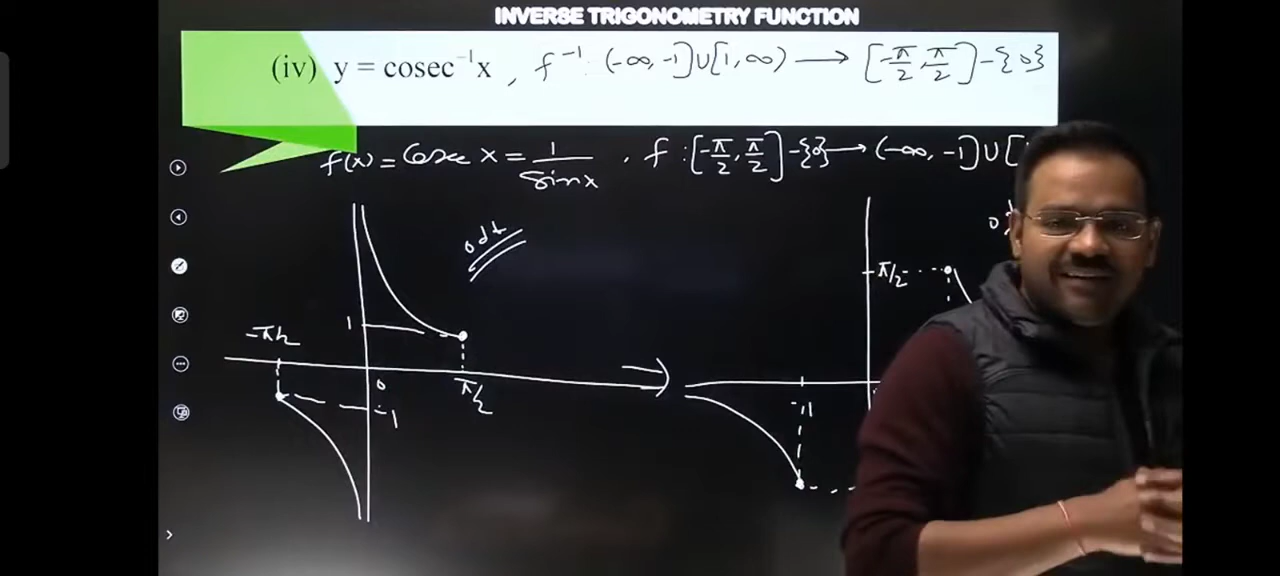 INVERSE TRIGONOMETRY FUNCTION
(iv) y = cosec⁻¹x , f⁻¹ (-∞, -1]∪[1, ∞) ⟶ [-π/2, π/2] - {0}
f(x) = Cosec x = 1/Sin x , f : [-π/2, π/2] - {0} ⟶ (-∞, -1] ∪ [
odd
π/2
-π/2
1
0
π/2
-1
-1